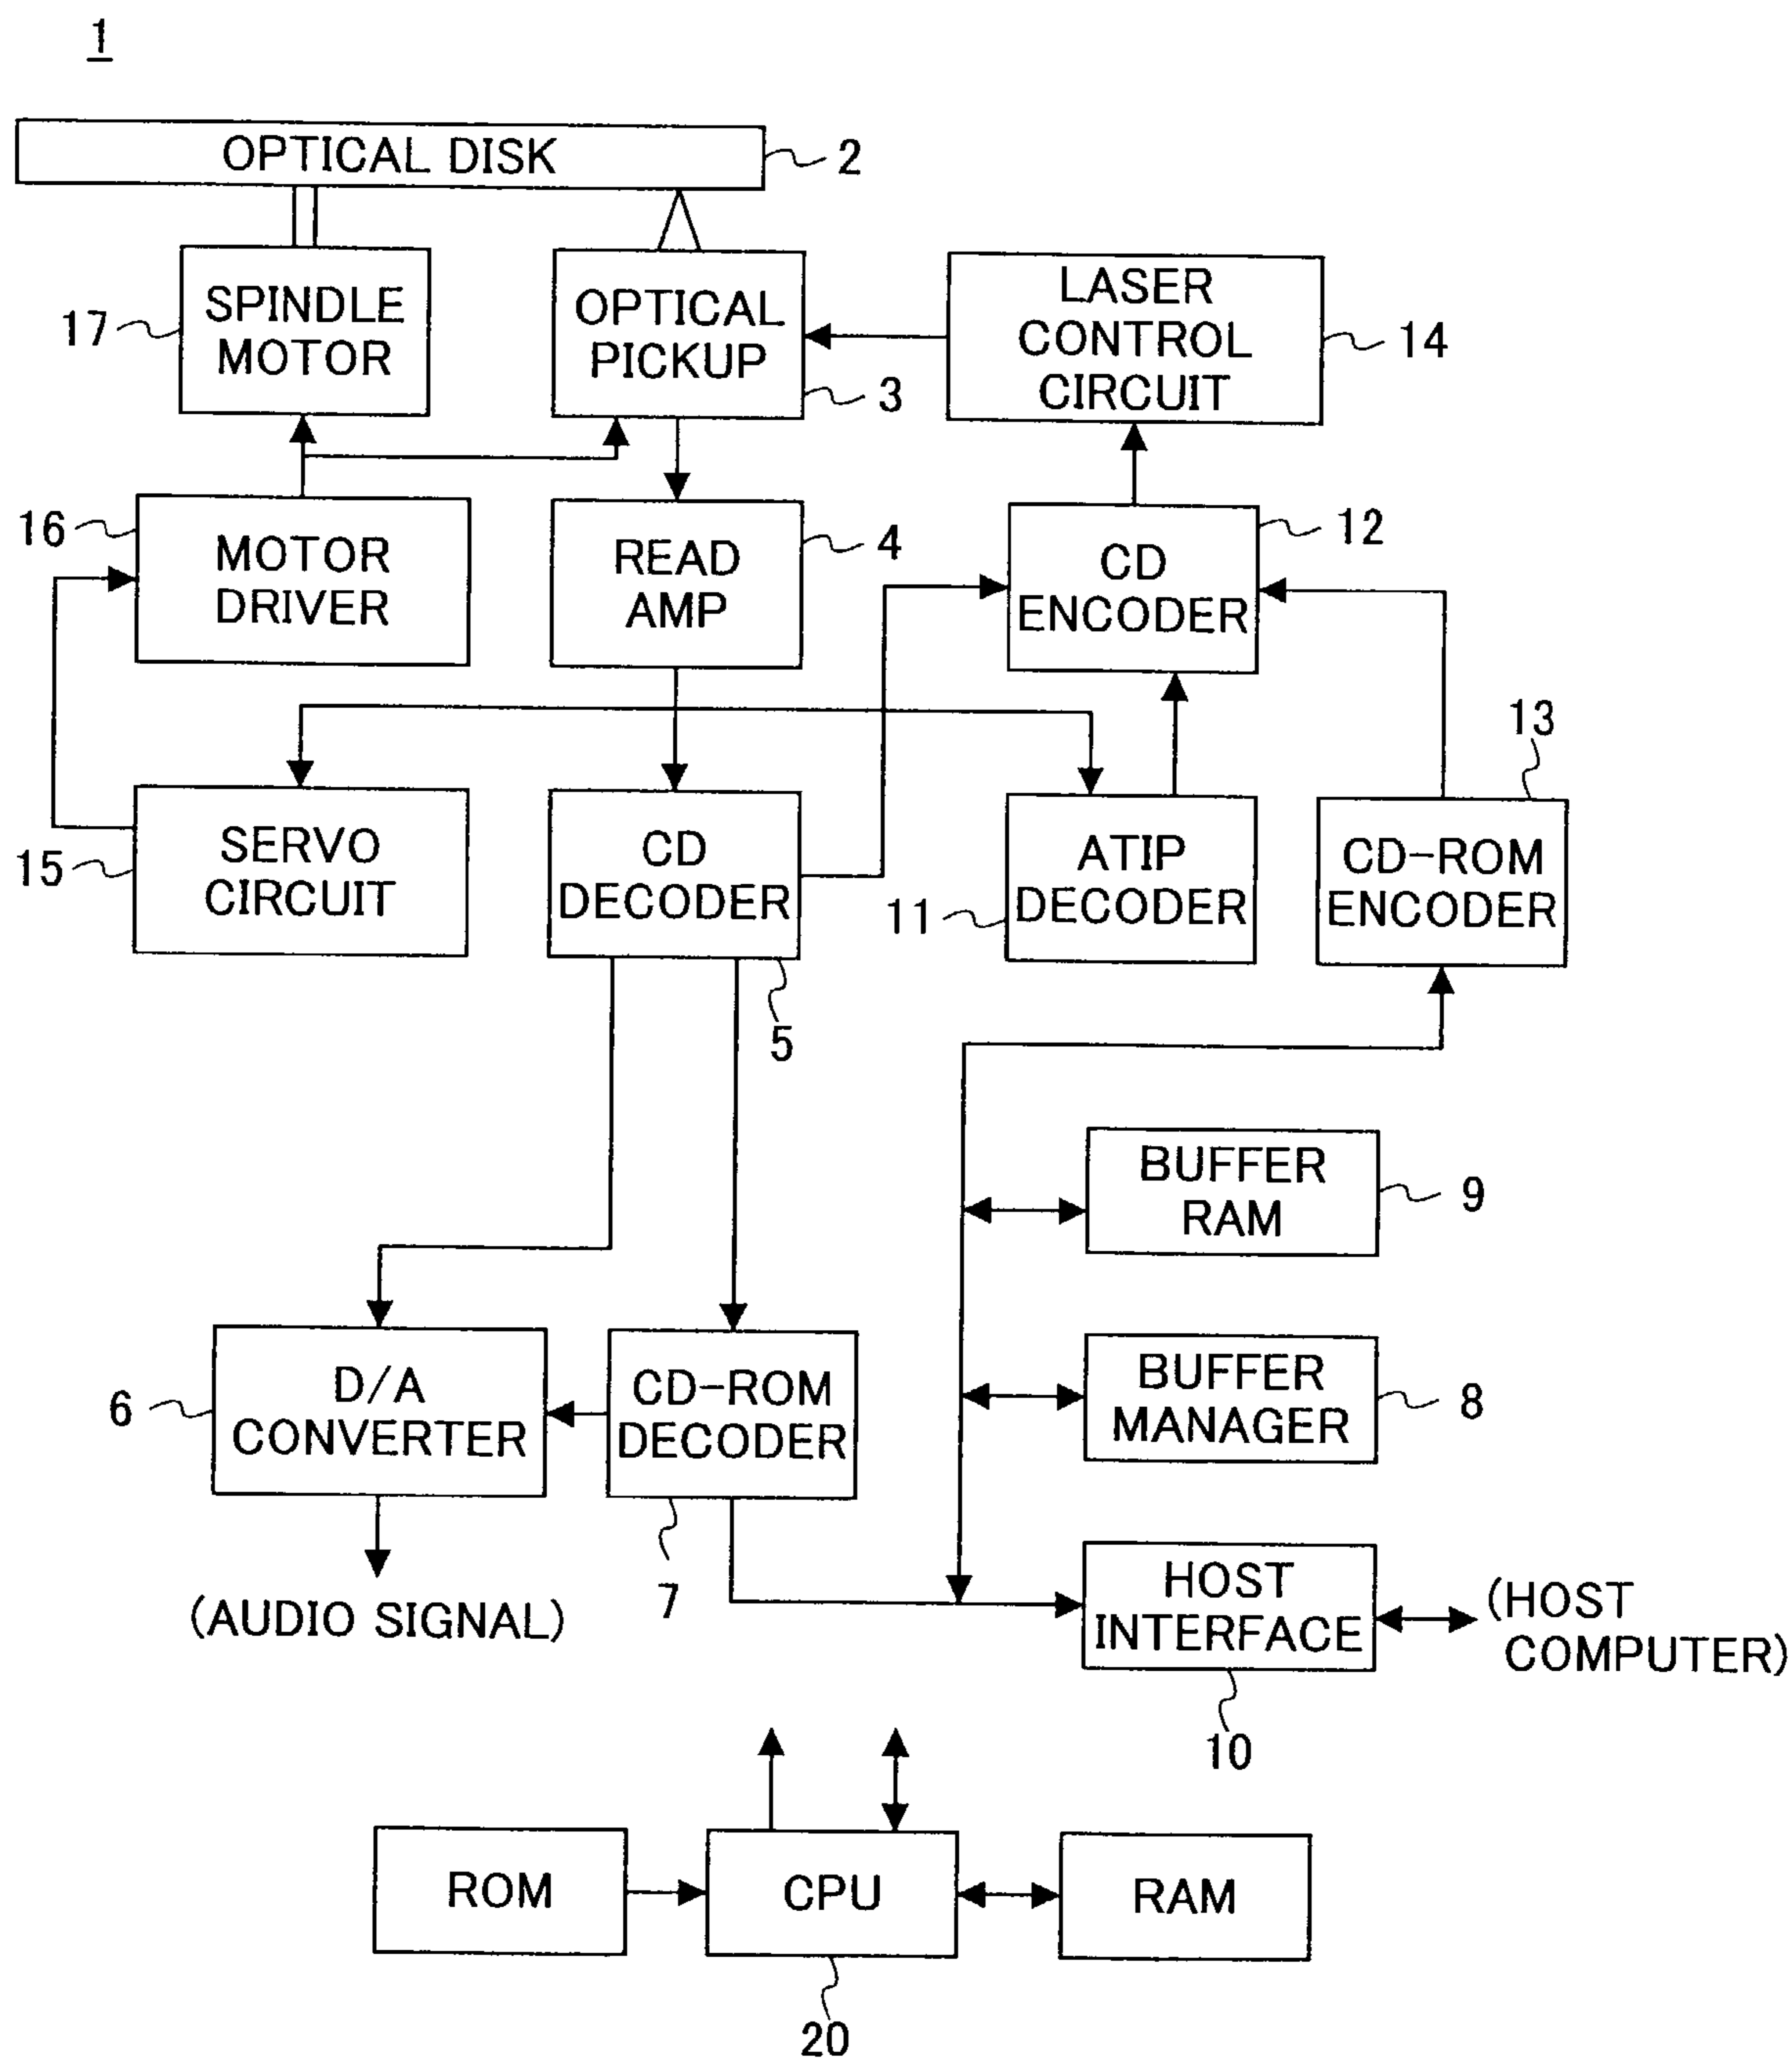 1
OPTICAL DISK
2
SPINDLE
MOTOR
17
OPTICAL
PICKUP
3
LASER
CONTROL
CIRCUIT
14
16
MOTOR
DRIVER
READ
AMP
4
CD
ENCODER
12
13
SERVO
CIRCUIT
15
CD
DECODER
5
ATIP
DECODER
11
CD-ROM
ENCODER
BUFFER
RAM
9
D/A
CONVERTER
6
CD-ROM
DECODER
7
BUFFER
MANAGER
8
(AUDIO SIGNAL)
HOST
INTERFACE
10
(HOST
COMPUTER)
ROM
CPU
20
RAM